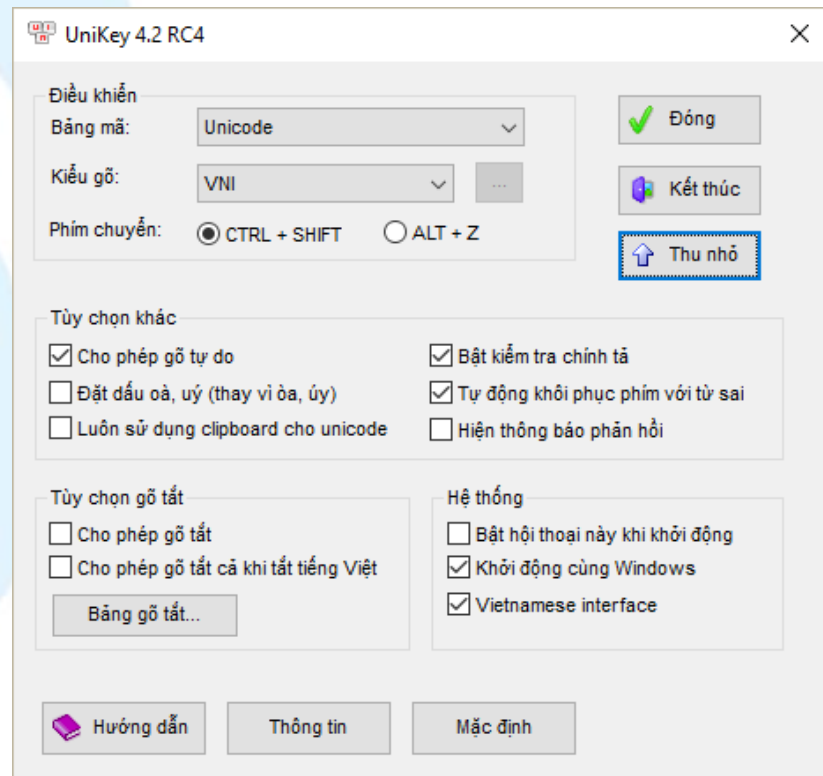 UniKey 4.2 RC4
Điều khiển
Bảng mã: Unicode
Kiểu gõ: VNI ...
Phím chuyển: CTRL + SHIFT ALT + Z
Đóng
Kết thúc
Thu nhỏ
Tùy chọn khác
Cho phép gõ tự do
Đặt dấu oà, uý (thay vì òa, úy)
Luôn sử dụng clipboard cho unicode
Bật kiểm tra chính tả
Tự động khôi phục phím với từ sai
Hiện thông báo phản hồi
Tùy chọn gõ tắt
Cho phép gõ tắt
Cho phép gõ tắt cả khi tắt tiếng Việt
Bảng gõ tắt...
Hệ thống
Bật hội thoại này khi khởi động
Khởi động cùng Windows
Vietnamese interface
Hướng dẫn
Thông tin
Mặc định